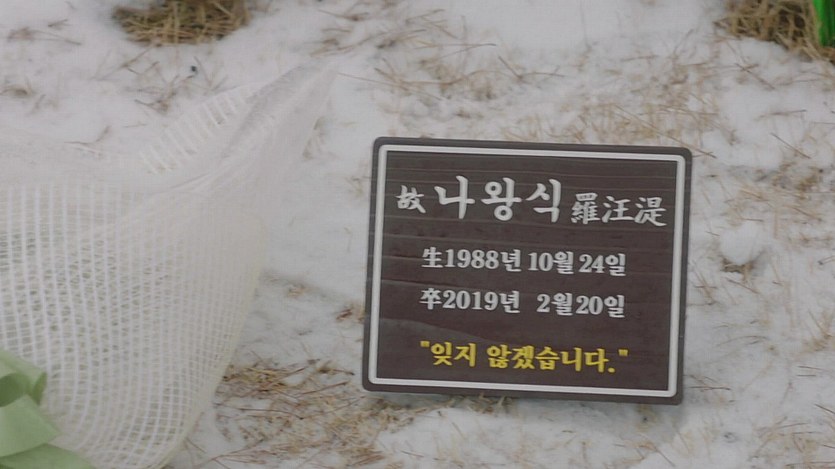 故 나왕식 羅汪湜
生1988년 10월 24일
卒2019년 2월 20일
"잊지 않겠습니다."